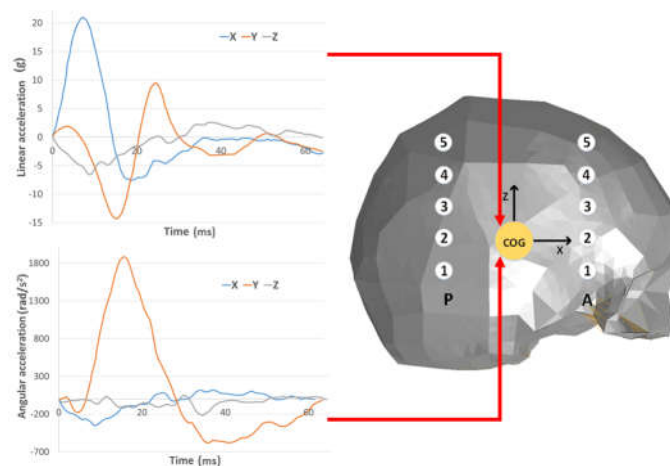 X Y Z
Linear acceleration (g)
25
20
15
10
5
0
-5
-10
-15
0 20 40 60
Time (ms)
X Y Z
Angular acceleration (rad/s²)
1800
1300
800
300
-200
-700
0 20 40 60
Time (ms)
5 5
4 4
3 3
Z
2 COG 2
X
1 1
P A